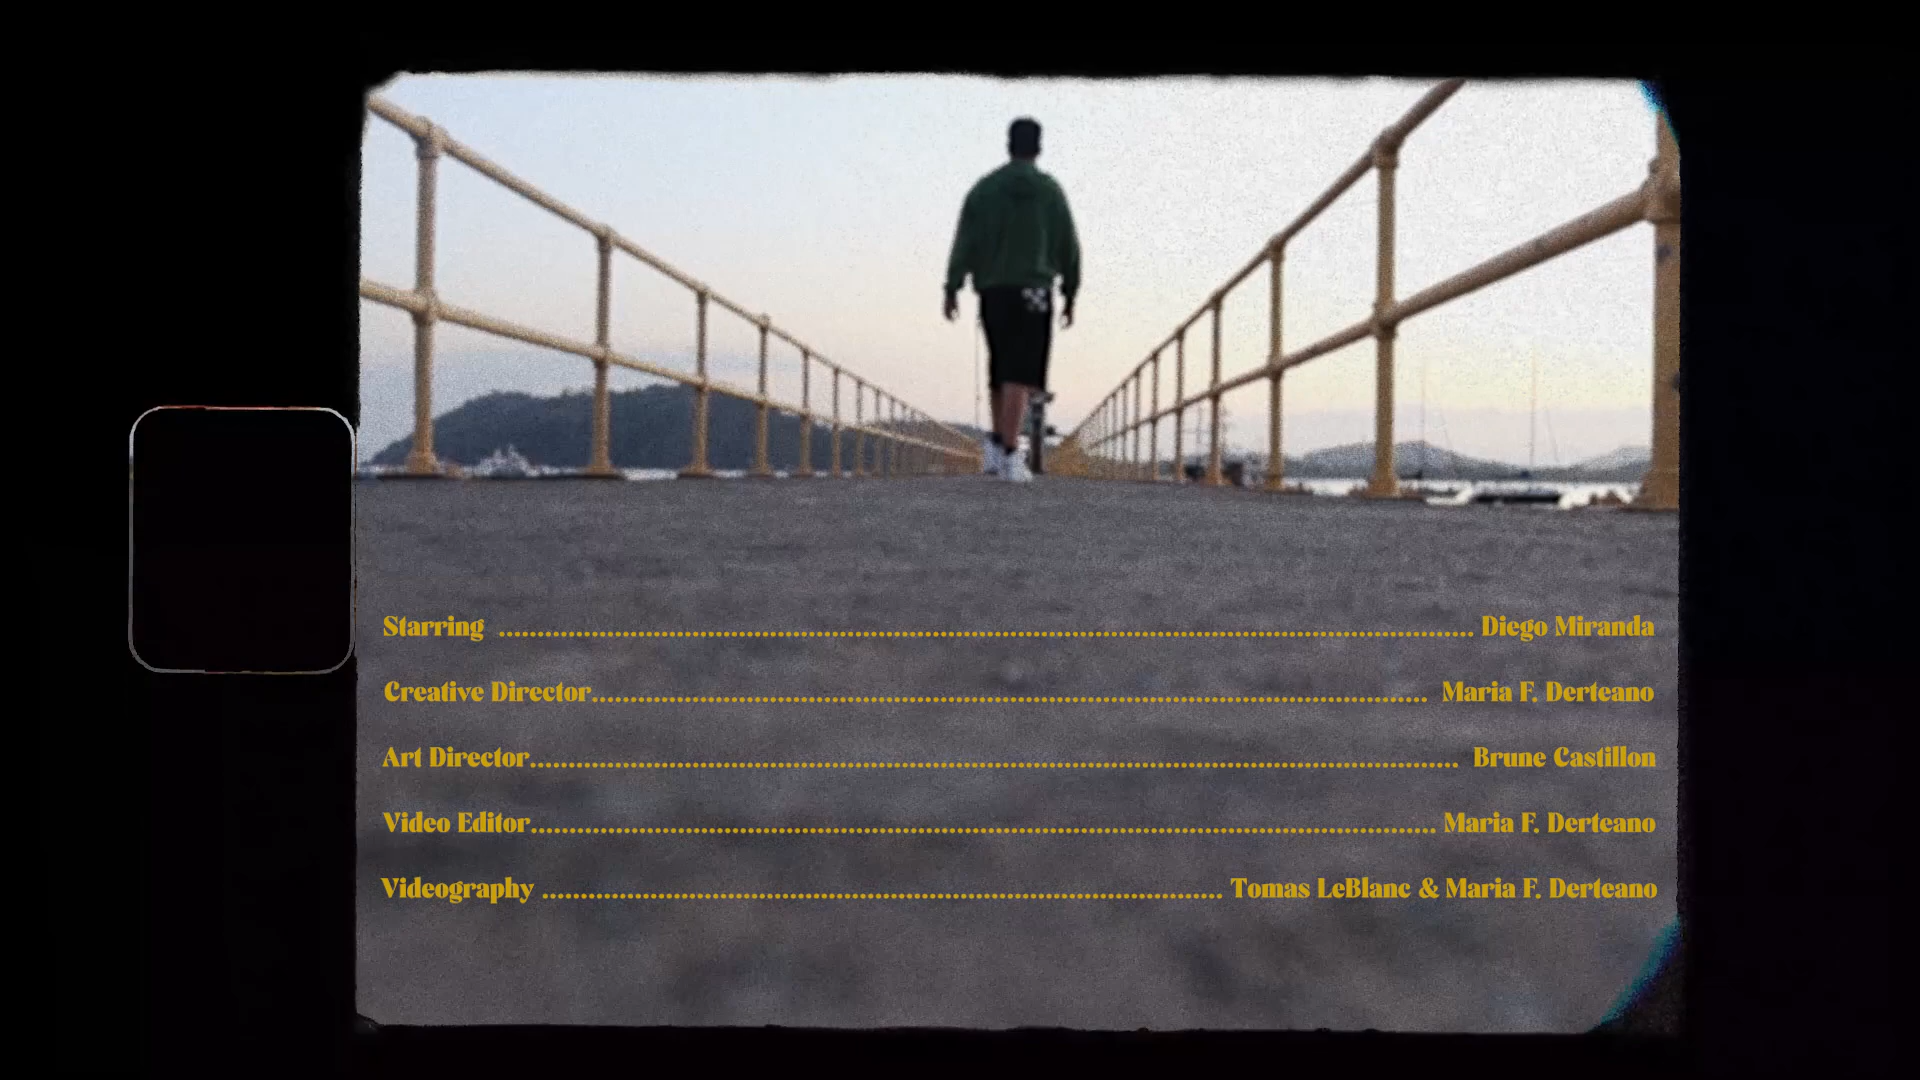 Starring ........................................................................................................................ Diego Miranda
Creative Director........................................................................................................ Maria F. Derteano
Art Director................................................................................................................... Brune Castillon
Video Editor................................................................................................................ Maria F. Derteano
Videography .................................................................................... Tomas LeBlanc & Maria F. Derteano